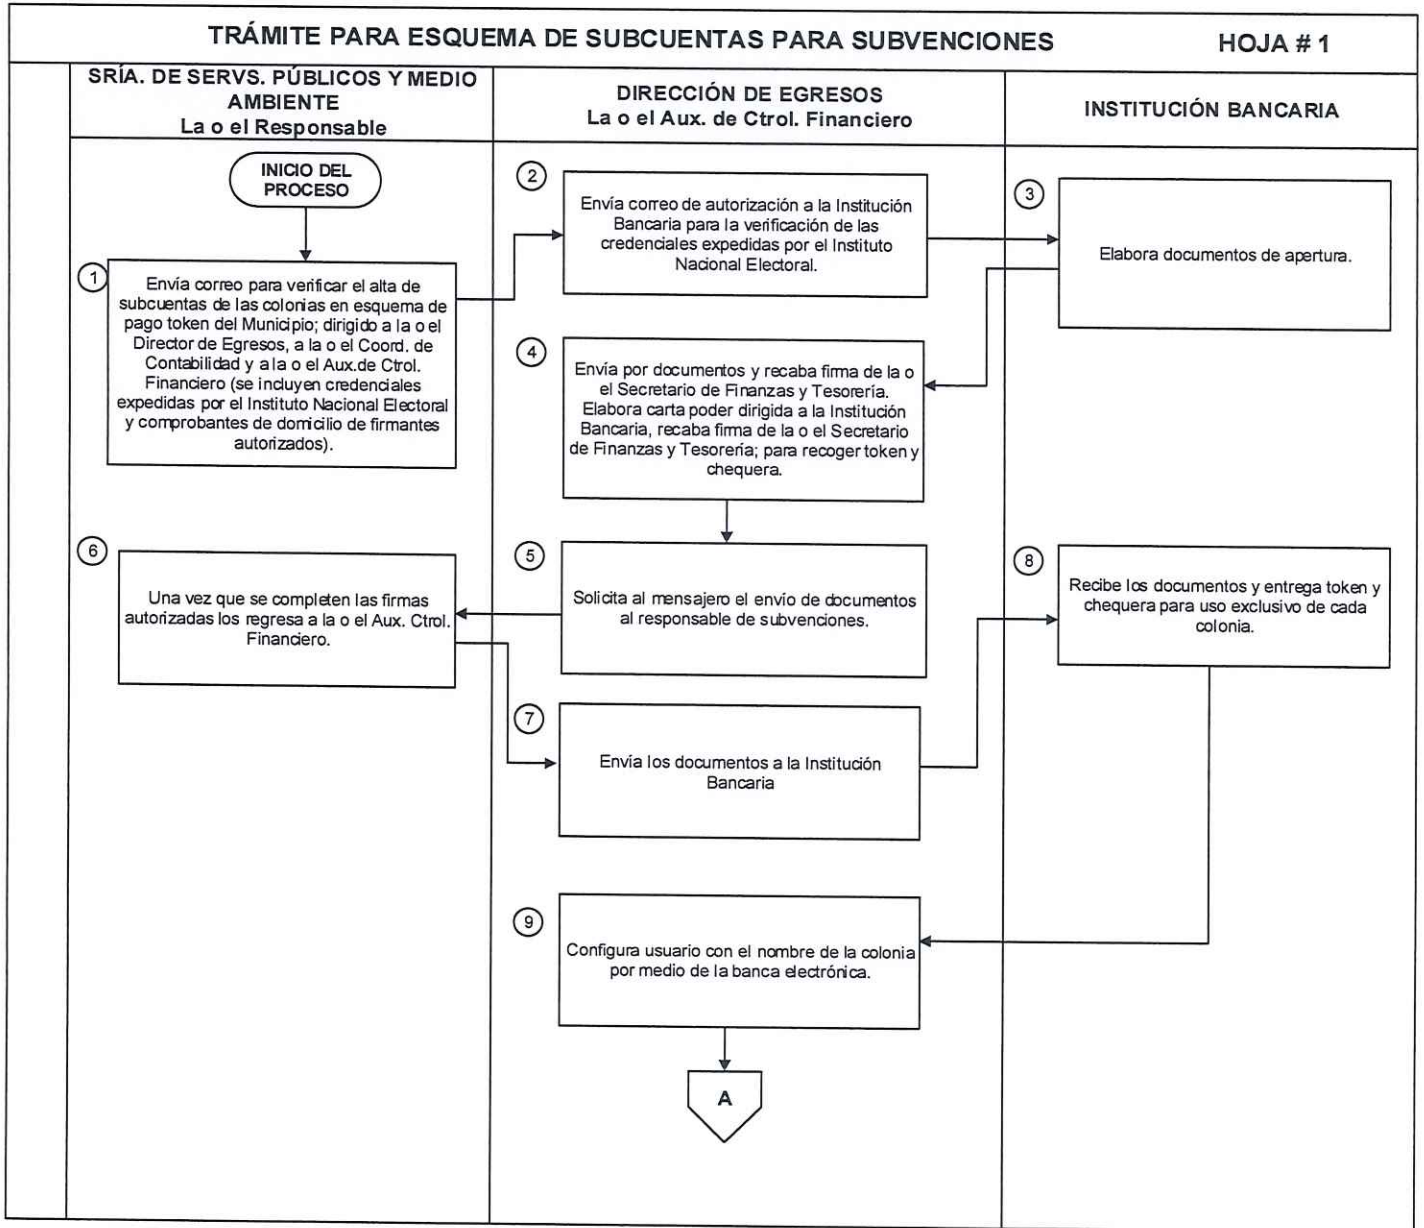 TRÁMITE PARA ESQUEMA DE SUBCUENTAS PARA SUBVENCIONES
HOJA # 1
SRÍA. DE SERVS. PÚBLICOS Y MEDIO
AMBIENTE
La o el Responsable
DIRECCIÓN DE EGRESOS
La o el Aux. de Ctrol. Financiero
INSTITUCIÓN BANCARIA
INICIO DEL
PROCESO
1
Envía correo para verificar el alta de
subcuentas de las colonias en esquema de
pago token del Municipio; dirigido a la o el
Director de Egresos, a la o el Coord. de
Contabilidad y a la o el Aux.de Ctrol.
Financiero (se incluyen credenciales
expedidas por el Instituto Nacional Electoral
y comprobantes de domicilio de firmantes
autorizados).
2
Envía correo de autorización a la Institución
Bancaria para la verificación de las
credenciales expedidas por el Instituto
Nacional Electoral.
3
Elabora documentos de apertura.
4
Envía por documentos y recaba firma de la o
el Secretario de Finanzas y Tesorería.
Elabora carta poder dirigida a la Institución
Bancaria, recaba firma de la o el Secretario
de Finanzas y Tesorería; para recoger token y
chequera.
5
Solicita al mensajero el envío de documentos
al responsable de subvenciones.
6
Una vez que se completen las firmas
autorizadas los regresa a la o el Aux. Ctrol.
Financiero.
7
Envía los documentos a la Institución
Bancaria
8
Recibe los documentos y entrega token y
chequera para uso exclusivo de cada
colonia.
9
Configura usuario con el nombre de la colonia
por medio de la banca electrónica.
A